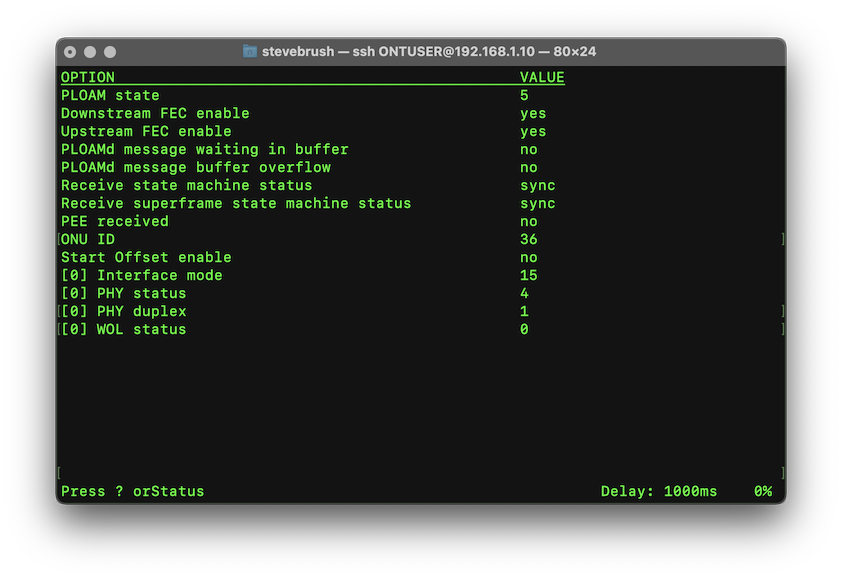 stevebrush — ssh ONTUSER@192.168.1.10 — 80×24
OPTION VALUE
PLOAM state 5
Downstream FEC enable yes
Upstream FEC enable yes
PLOAMd message waiting in buffer no
PLOAMd message buffer overflow no
Receive state machine status sync
Receive superframe state machine status sync
PEE received no
[ONU ID 36 ]
Start Offset enable no
[0] Interface mode 15
[0] PHY status 4
[[0] PHY duplex 1 ]
[[0] WOL status 0 ]
[ ]
Press ? orStatus Delay: 1000ms 0%